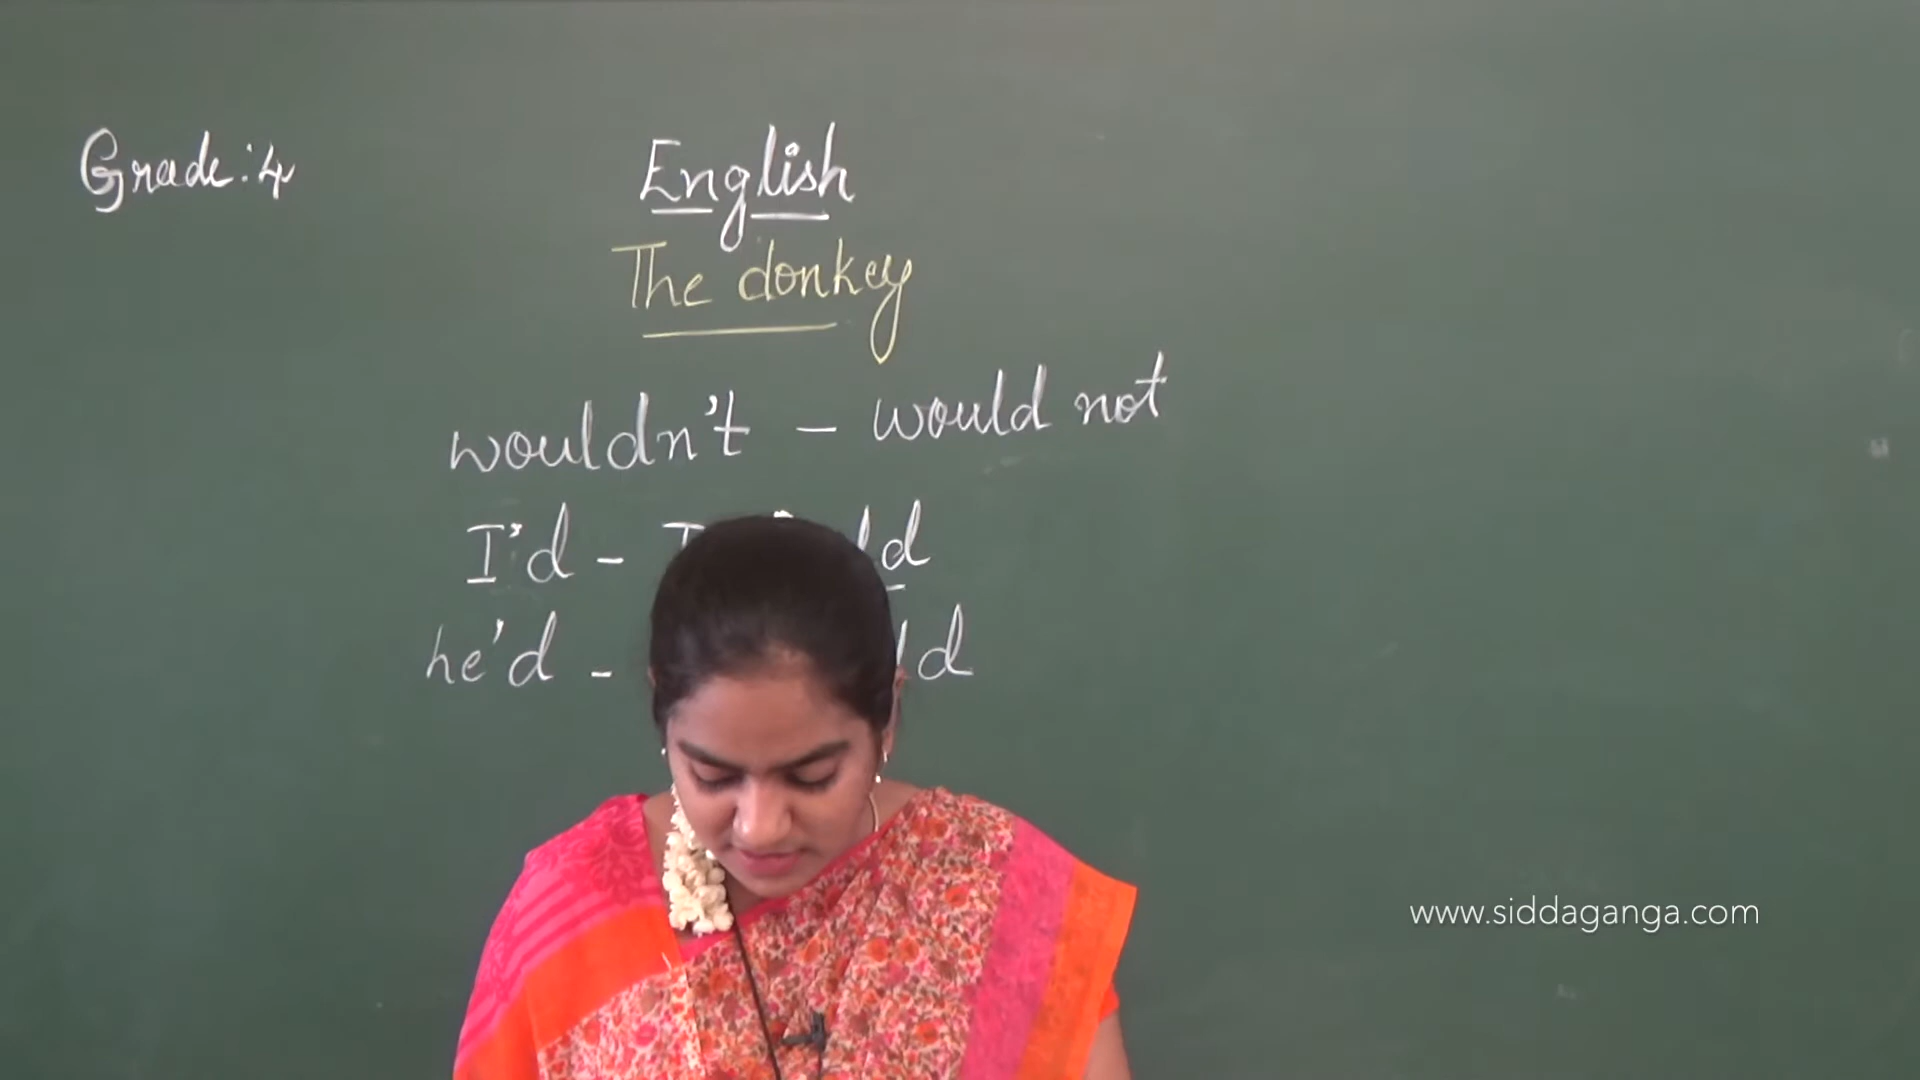 Grade: 4
English
The donkey
wouldn't - would not
I'd - I
he'd -
www.siddaganga.com